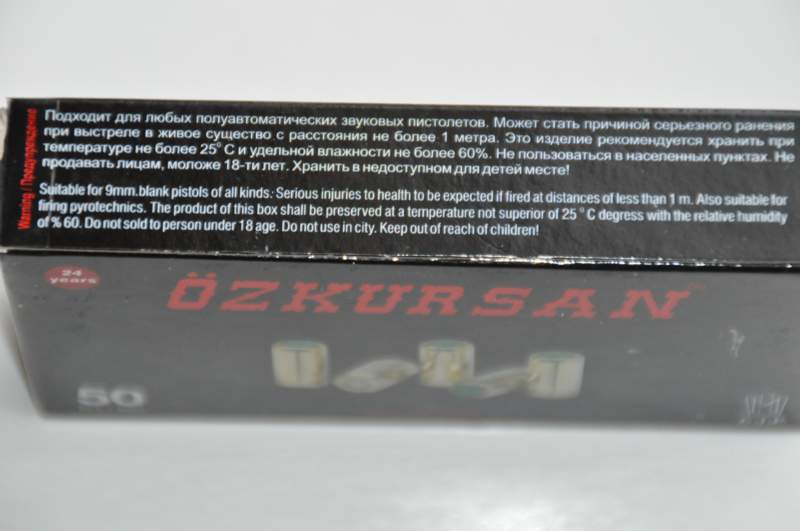 Warning / Предупреждение
Подходит для любых полуавтоматических звуковых пистолетов. Может стать причиной серьезного ранения
при выстреле в живое существо с расстояния не более 1 метра. Это изделие рекомендуется хранить при
температуре не более 25°С и удельной влажности не более 60%. Не пользоваться в населенных пунктах. Не
продавать лицам, моложе 18-ти лет. Хранить в недоступном для детей месте!
Suitable for 9mm.blank pistols of all kinds: Serious injuries to health to be expected if fired at distances of less than 1 m. Also suitable for
firing pyrotechnics. The product of this box shall be preserved at a temperature not superior of 25 °C degress with the relative humidity
of % 60. Do not sold to person under 18 age. Do not use in city. Keep out of reach of children!
24
years
ÖZKURSAN
50